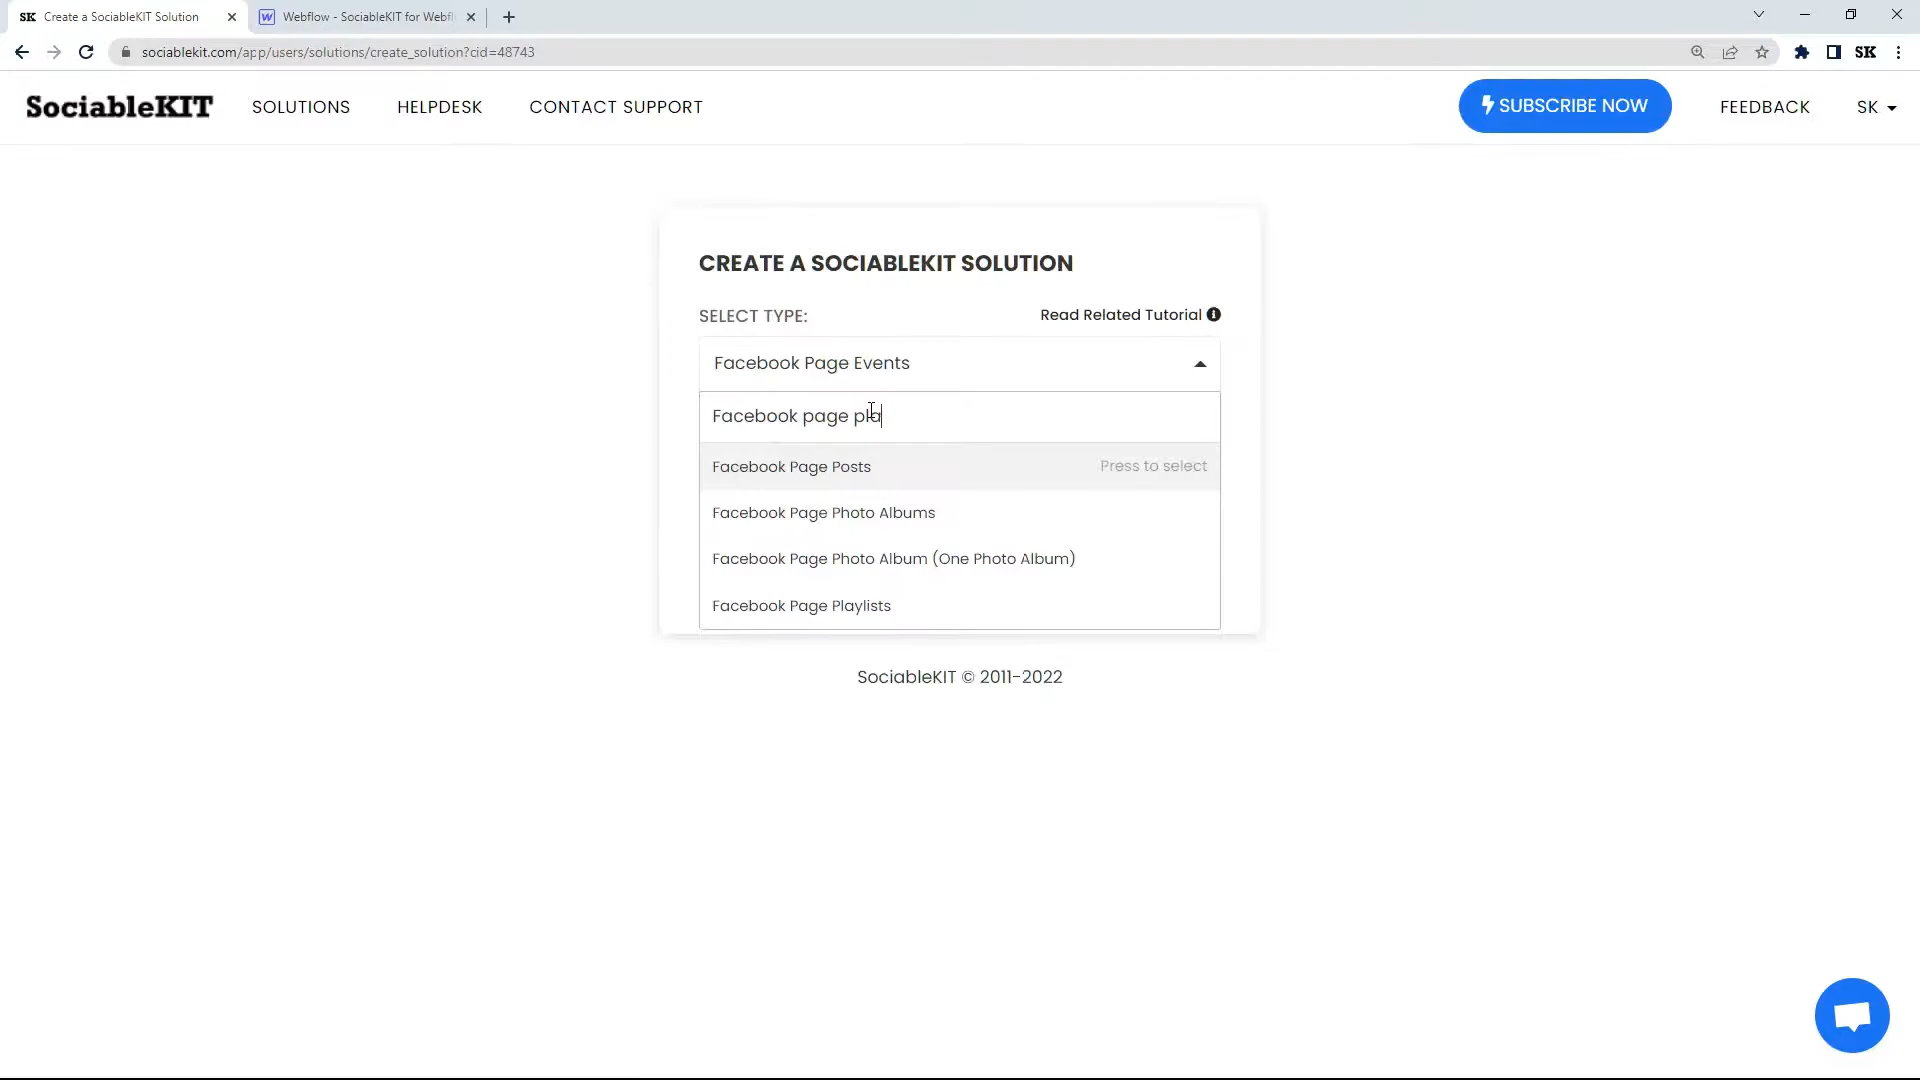 SK Create a SociableKIT Solution
Webflow - SociableKIT for Webfl
sociablekit.com/app/users/solutions/create_solution?cid=48743
SK
SociableKIT
SOLUTIONS
HELPDESK
CONTACT SUPPORT
SUBSCRIBE NOW
FEEDBACK
SK
CREATE A SOCIABLEKIT SOLUTION
SELECT TYPE:
Read Related Tutorial
Facebook Page Events
Facebook page pla
Facebook Page Posts
Press to select
Facebook Page Photo Albums
Facebook Page Photo Album (One Photo Album)
Facebook Page Playlists
SociableKIT © 2011-2022